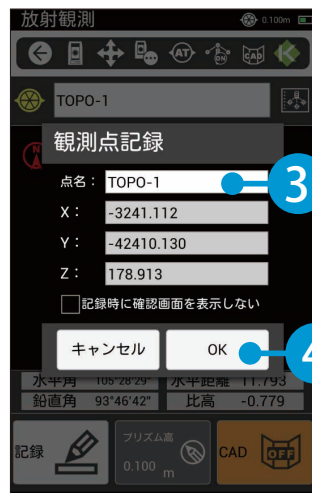 放射観測
0.100m
AT
ON
CAD
TOPO-1
N
観測点記録
点名： TOPO-1
3
X： -3241.112
Y： -42410.130
Z： 178.913
記録時に確認画面を表示しない
キャンセル OK
4
水平角 105°28'29" 水平距離 11.793
鉛直角 93°46'42" 比高 -0.779
記録
プリズム高
0.100 m
CAD
OFF